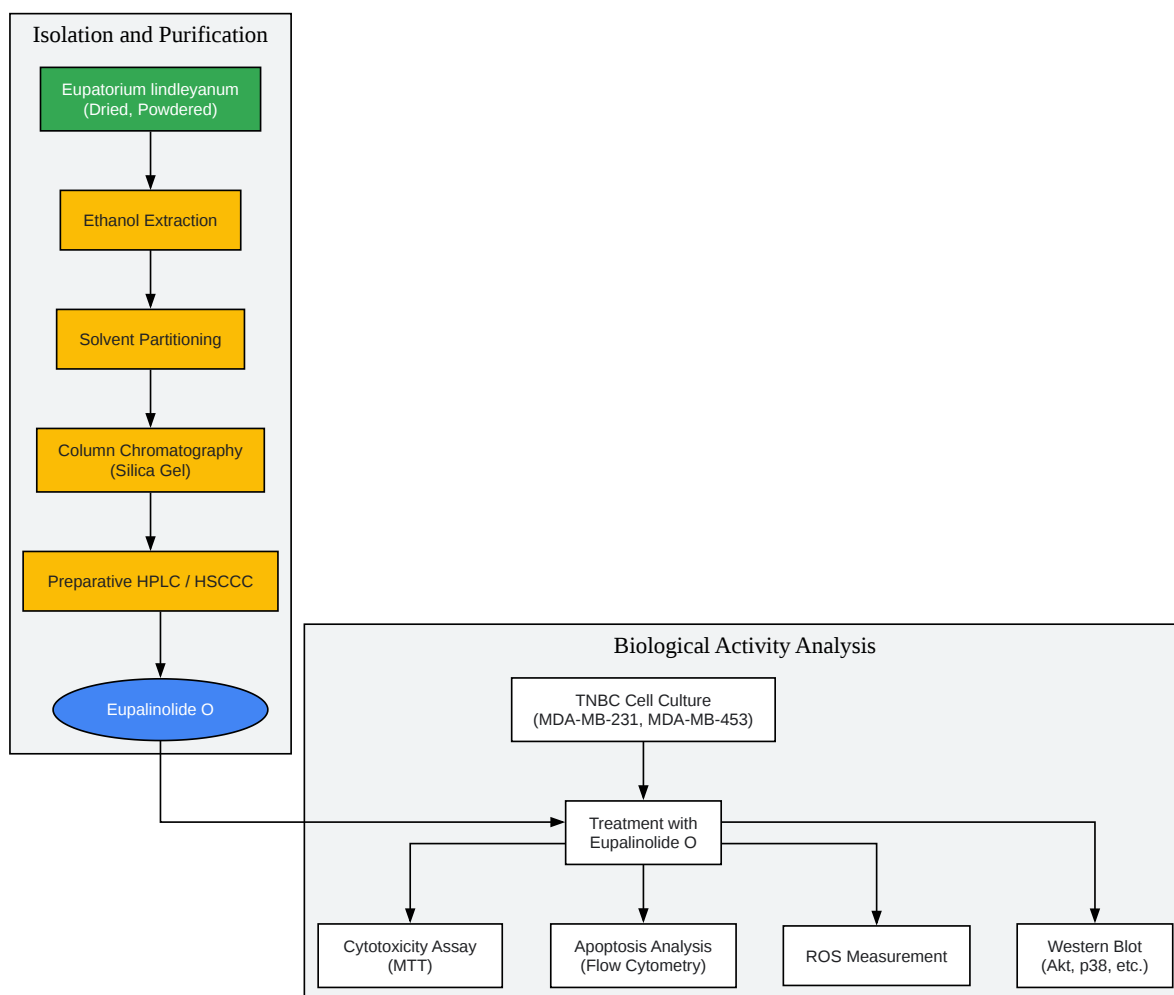 Isolation and Purification
Eupatorium lindleyanum
(Dried, Powdered)
Ethanol Extraction
Solvent Partitioning
Column Chromatography
(Silica Gel)
Preparative HPLC / HSCCC
Eupalinolide O
Biological Activity Analysis
TNBC Cell Culture
(MDA-MB-231, MDA-MB-453)
Treatment with
Eupalinolide O
Cytotoxicity Assay
(MTT)
Apoptosis Analysis
(Flow Cytometry)
ROS Measurement
Western Blot
(Akt, p38, etc.)